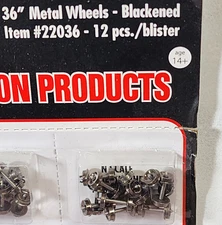 36" Metal Wheels - Blackened
Item #22036 - 12 pcs./blister
age
14+
ON PRODUCTS